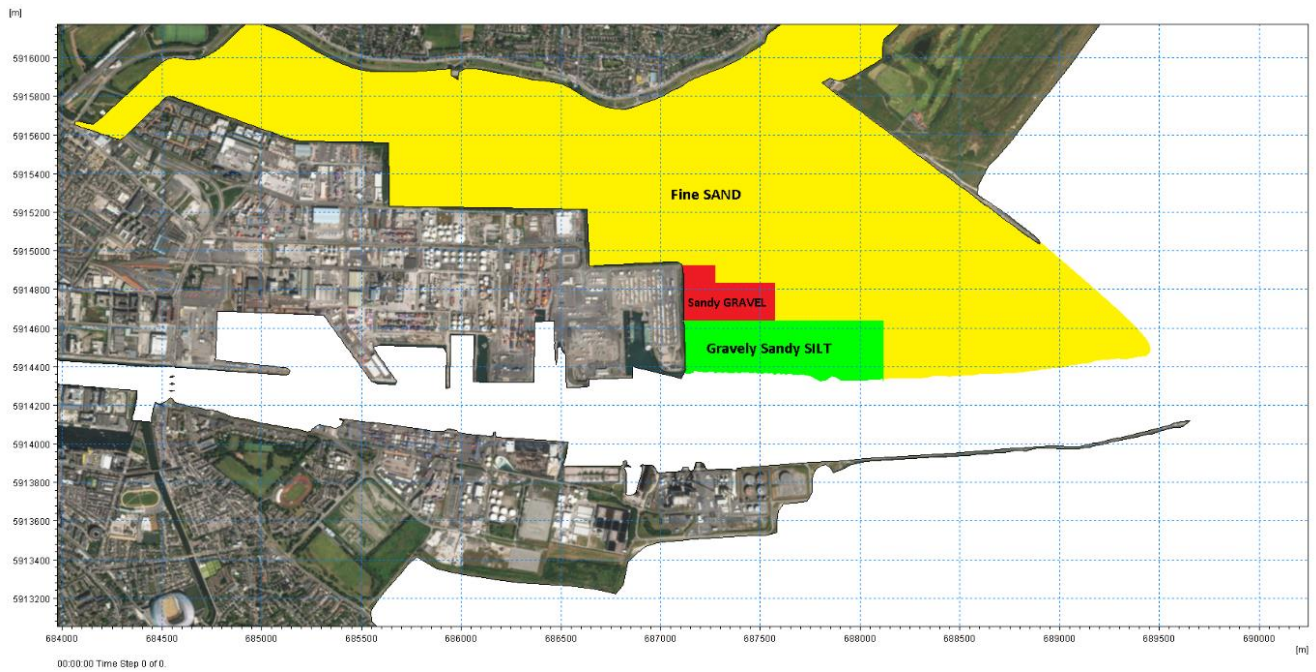 [m]
5916000
5915800
5915600
5915400
5915200
5915000
5914800
5914600
5914400
5914200
5914000
5913800
5913600
5913400
5913200
Fine SAND
Sandy GRAVEL
Gravely Sandy SILT
684000 684500 685000 685500 686000 686500 687000 687500 688000 688500 689000 689500 690000
[m]
00:00:00 Time Step 0 of 0.